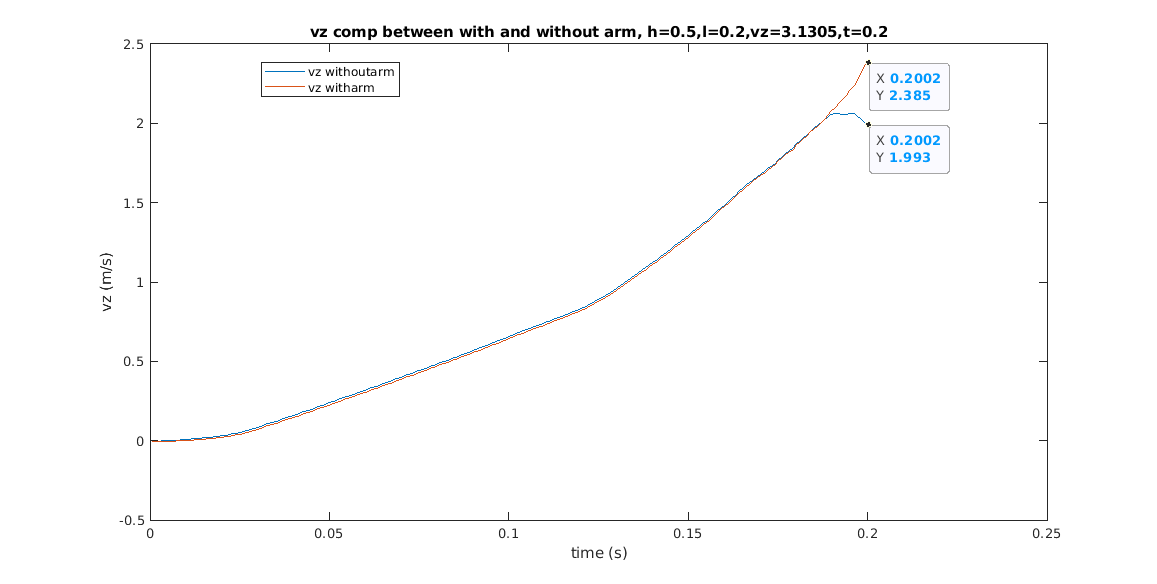 vz comp between with and without arm, h=0.5,l=0.2,vz=3.1305,t=0.2
2.5
vz withoutarm
vz witharm
X 0.2002
Y 2.385
2
X 0.2002
Y 1.993
1.5
vz (m/s)
1
0.5
0
-0.5
0 0.05 0.1 0.15 0.2 0.25
time (s)